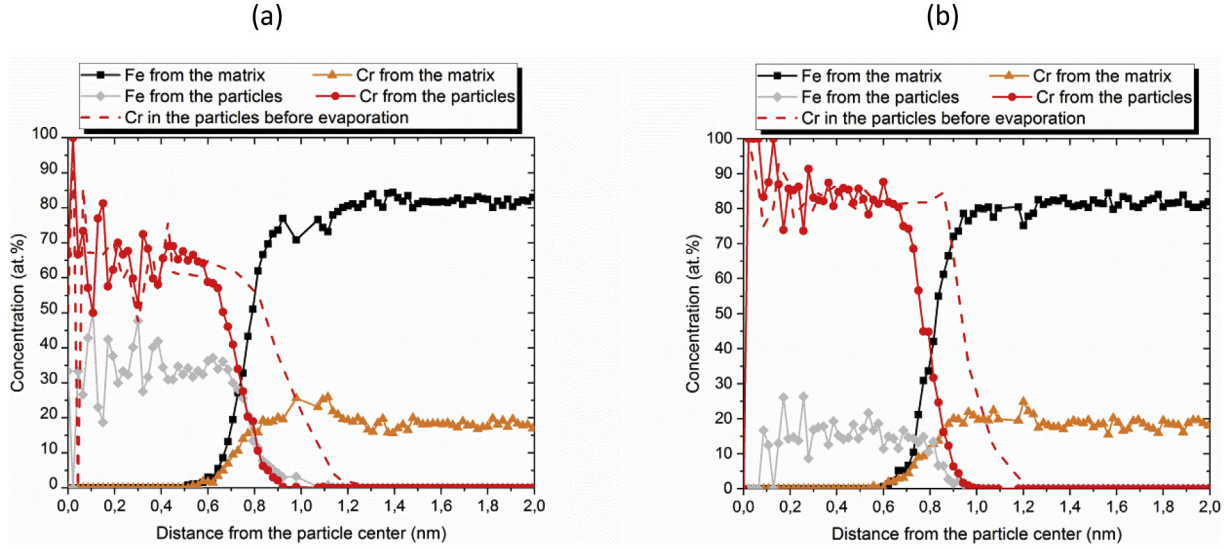 (a)
Fe from the matrix
Cr from the matrix
Fe from the particles
Cr from the particles
Cr in the particles before evaporation
100
90
80
70
60
50
40
30
20
10
0
Concentration (at.%)
0,0 0,2 0,4 0,6 0,8 1,0 1,2 1,4 1,6 1,8 2,0
Distance from the particle center (nm)
(b)
Fe from the matrix
Cr from the matrix
Fe from the particles
Cr from the particles
Cr in the particles before evaporation
100
90
80
70
60
50
40
30
20
10
0
Concentration (at.%)
0,0 0,2 0,4 0,6 0,8 1,0 1,2 1,4 1,6 1,8 2,0
Distance from the particle center (nm)